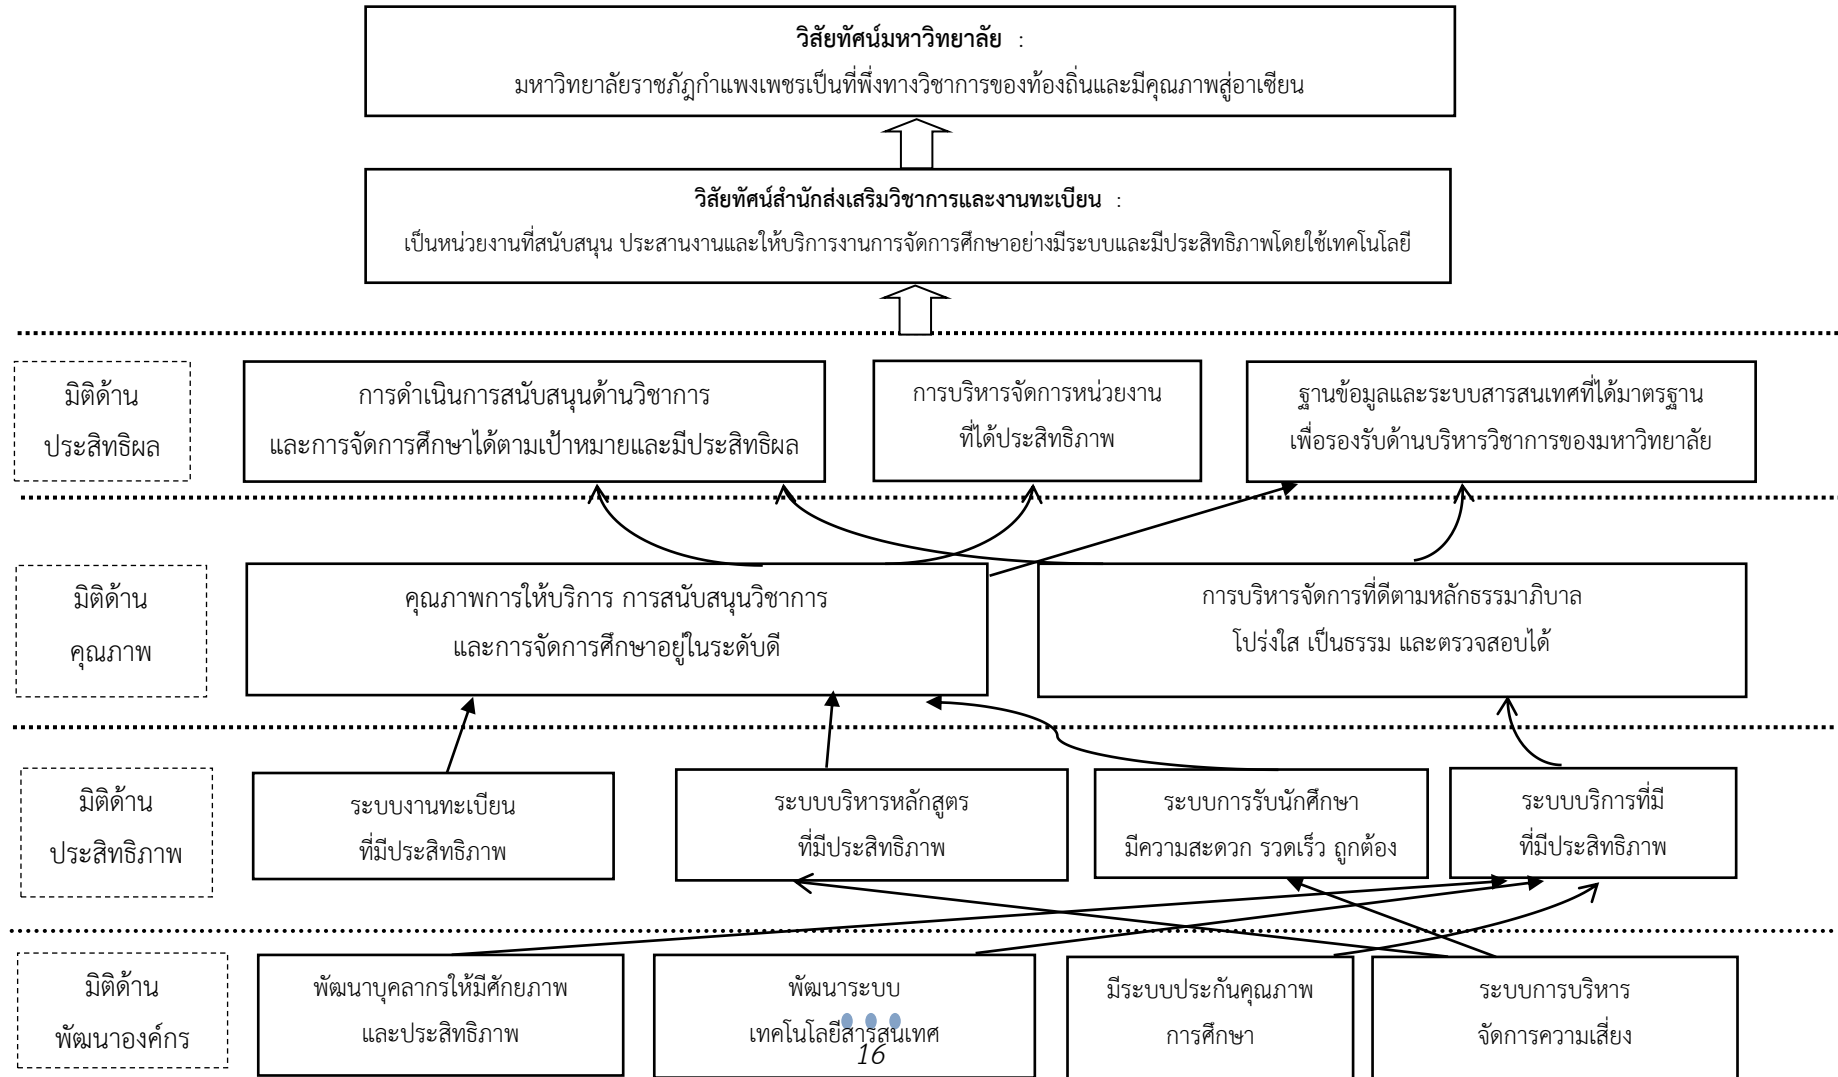 วิสัยทัศน์มหาวิทยาลัย :
มหาวิทยาลัยราชภัฏกำแพงเพชรเป็นที่พึ่งทางวิชาการของท้องถิ่นและมีคุณภาพสู่อาเซียน
วิสัยทัศน์สำนักส่งเสริมวิชาการและงานทะเบียน :
เป็นหน่วยงานที่สนับสนุน ประสานงานและให้บริการงานการจัดการศึกษาอย่างมีระบบและมีประสิทธิภาพโดยใช้เทคโนโลยี
มิติด้าน
ประสิทธิผล
การดำเนินการสนับสนุนด้านวิชาการ
และการจัดการศึกษาได้ตามเป้าหมายและมีประสิทธิผล
การบริหารจัดการหน่วยงาน
ที่ได้ประสิทธิภาพ
ฐานข้อมูลและระบบสารสนเทศที่ได้มาตรฐาน
เพื่อรองรับด้านบริหารวิชาการของมหาวิทยาลัย
มิติด้าน
คุณภาพ
คุณภาพการให้บริการ การสนับสนุนวิชาการ
และการจัดการศึกษาอยู่ในระดับดี
การบริหารจัดการที่ดีตามหลักธรรมาภิบาล
โปร่งใส เป็นธรรม และตรวจสอบได้
มิติด้าน
ประสิทธิภาพ
ระบบงานทะเบียน
ที่มีประสิทธิภาพ
ระบบบริหารหลักสูตร
ที่มีประสิทธิภาพ
ระบบการรับนักศึกษา
มีความสะดวก รวดเร็ว ถูกต้อง
ระบบบริการที่มี
ที่มีประสิทธิภาพ
มิติด้าน
พัฒนาองค์กร
พัฒนาบุคลากรให้มีศักยภาพ
และประสิทธิภาพ
พัฒนาระบบ
เทคโนโลยีสารสนเทศ
มีระบบประกันคุณภาพ
การศึกษา
ระบบการบริหาร
จัดการความเสี่ยง
16